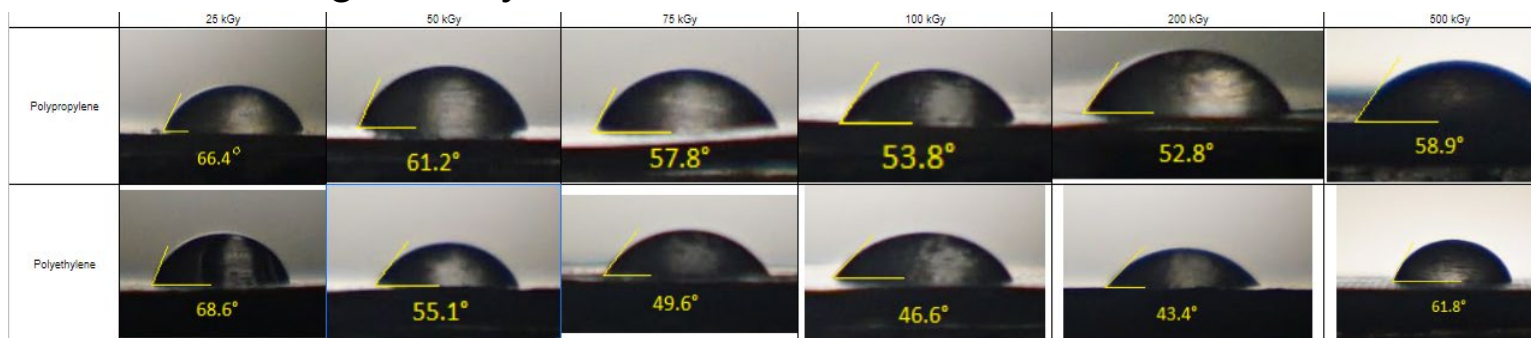 25 kGy 50 kGy 75 kGy 100 kGy 200 kGy 500 kGy
Polypropylene
66.4° 61.2° 57.8° 53.8° 52.8° 58.9°
Polyethylene
68.6° 55.1° 49.6° 46.6° 43.4° 61.8°